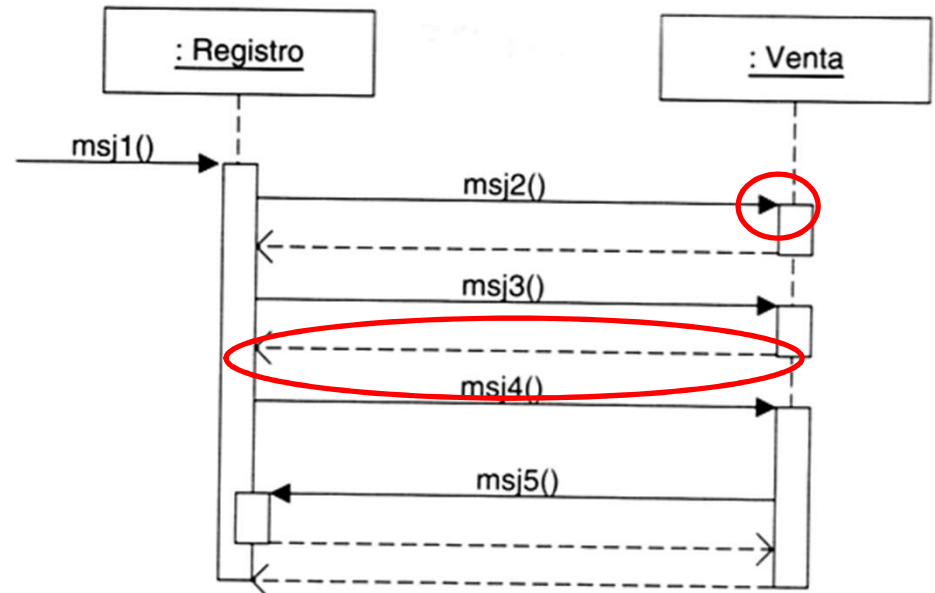 : Registro
: Venta
msj1()
msj2()
msj3()
msj4()
msj5()